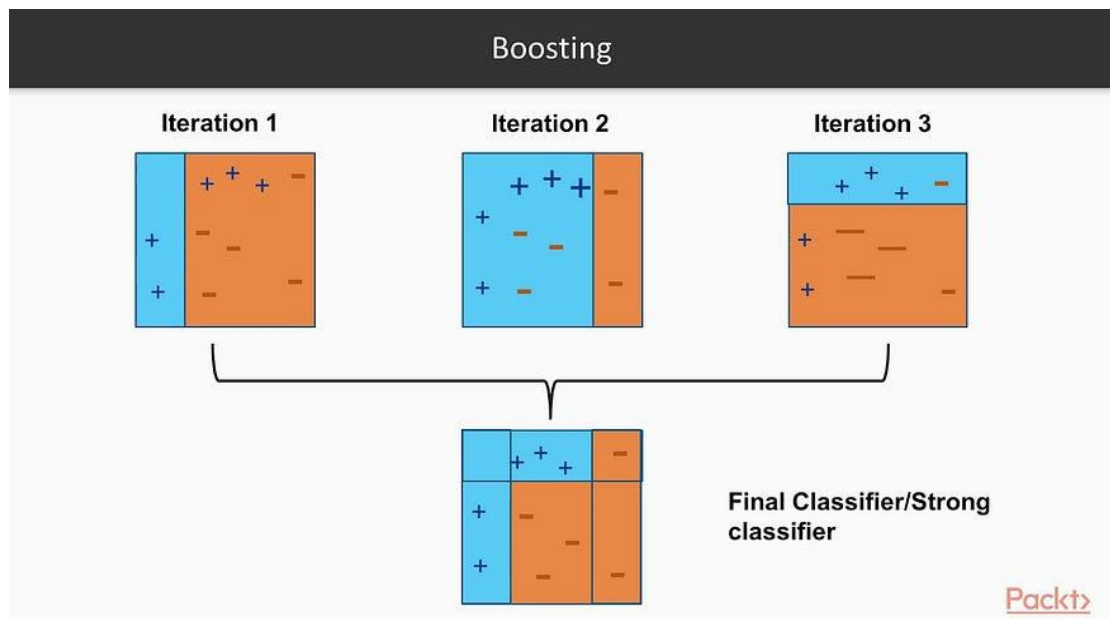 Boosting
Iteration 1
Iteration 2
Iteration 3
Final Classifier/Strong
classifier
Packt>